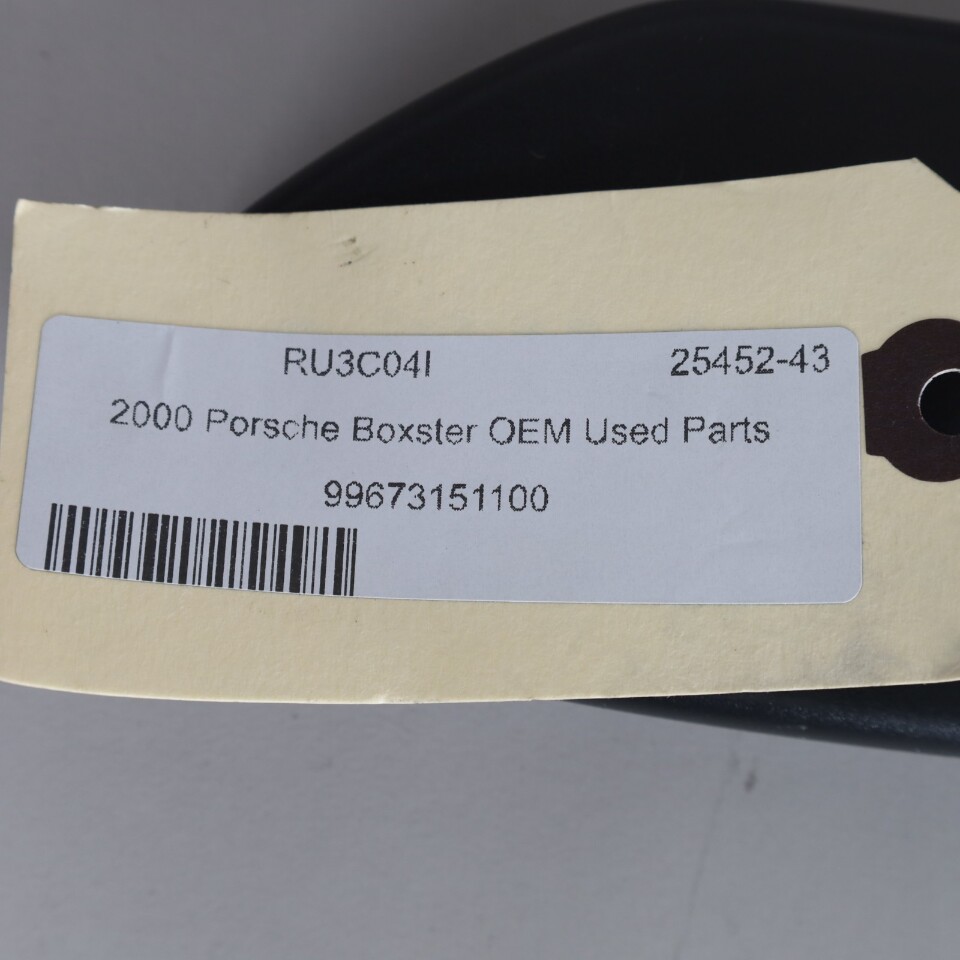 RU3C04I 25452-43
2000 Porsche Boxster OEM Used Parts
99673151100